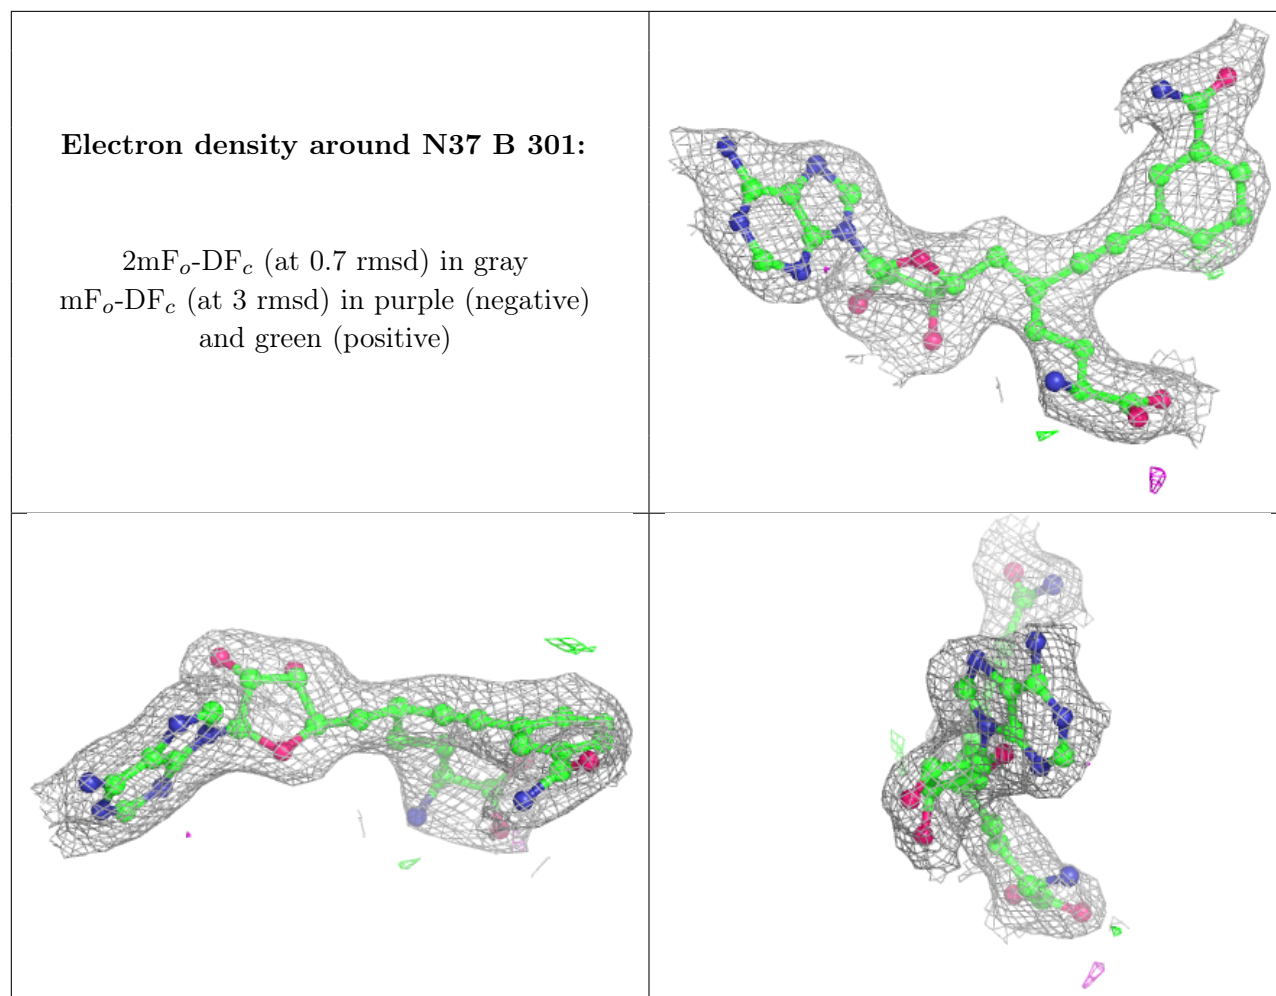 Electron density around N37 B 301:
2mFo-DFc (at 0.7 rmsd) in gray
mFo-DFc (at 3 rmsd) in purple (negative)
and green (positive)